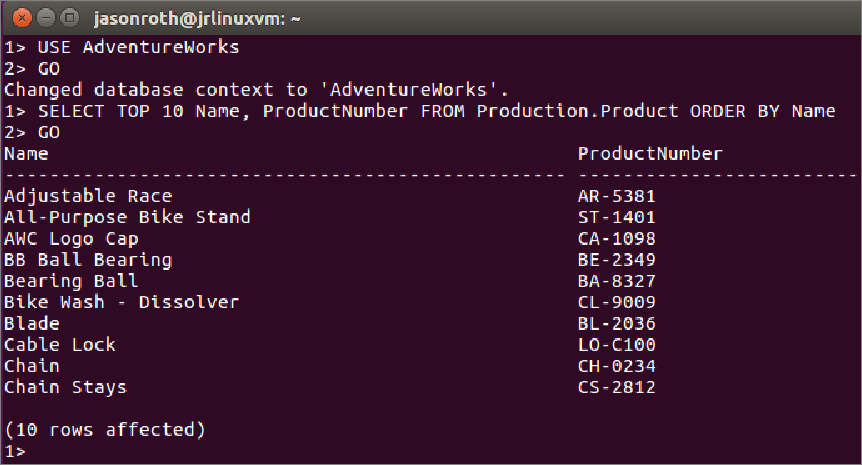 jasonroth@jrlinuxvm: ~
1> USE AdventureWorks
2> GO
Changed database context to 'AdventureWorks'.
1> SELECT TOP 10 Name, ProductNumber FROM Production.Product ORDER BY Name
2> GO
Name                                               ProductNumber
-------------------------------------------------- -------------------------
Adjustable Race                                    AR-5381
All-Purpose Bike Stand                             ST-1401
AWC Logo Cap                                       CA-1098
BB Ball Bearing                                    BE-2349
Bearing Ball                                       BA-8327
Bike Wash - Dissolver                              CL-9009
Blade                                              BL-2036
Cable Lock                                         LO-C100
Chain                                              CH-0234
Chain Stays                                        CS-2812
(10 rows affected)
1>